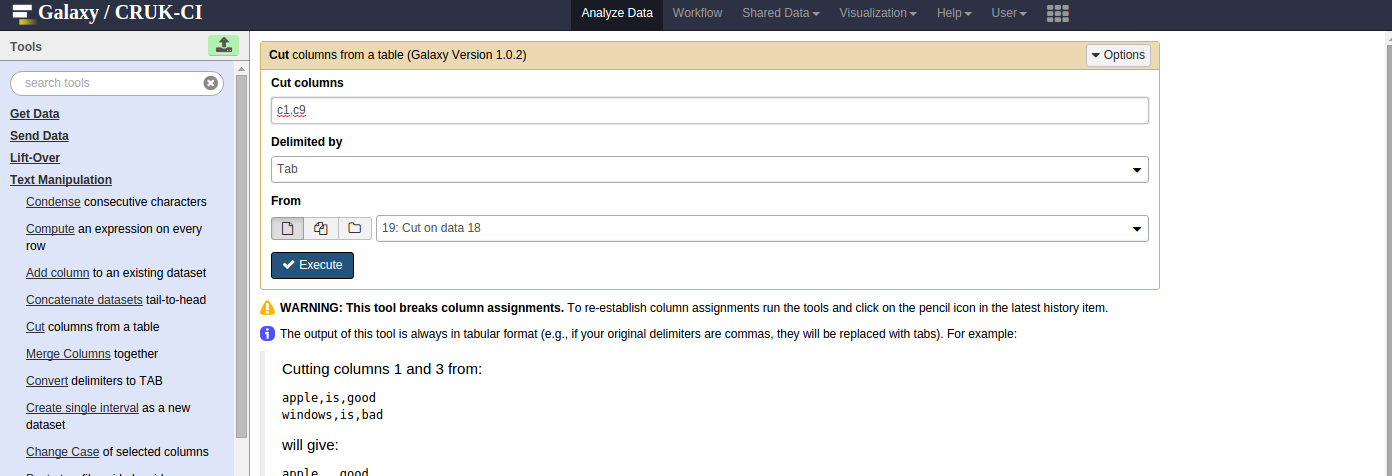 Galaxy / CRUK-CI
Analyze Data Workflow Shared Data Visualization Help User
Tools
search tools
Get Data
Send Data
Lift-Over
Text Manipulation
Condense consecutive characters
Compute an expression on every
row
Add column to an existing dataset
Concatenate datasets tail-to-head
Cut columns from a table
Merge Columns together
Convert delimiters to TAB
Create single interval as a new
dataset
Change Case of selected columns
Cut columns from a table (Galaxy Version 1.0.2)
Options
Cut columns
c1,c9
Delimited by
Tab
From
19: Cut on data 18
Execute
WARNING: This tool breaks column assignments. To re-establish column assignments run the tools and click on the pencil icon in the latest history item.
The output of this tool is always in tabular format (e.g., if your original delimiters are commas, they will be replaced with tabs). For example:
Cutting columns 1 and 3 from:
apple,is,good
windows,is,bad
will give:
apple good